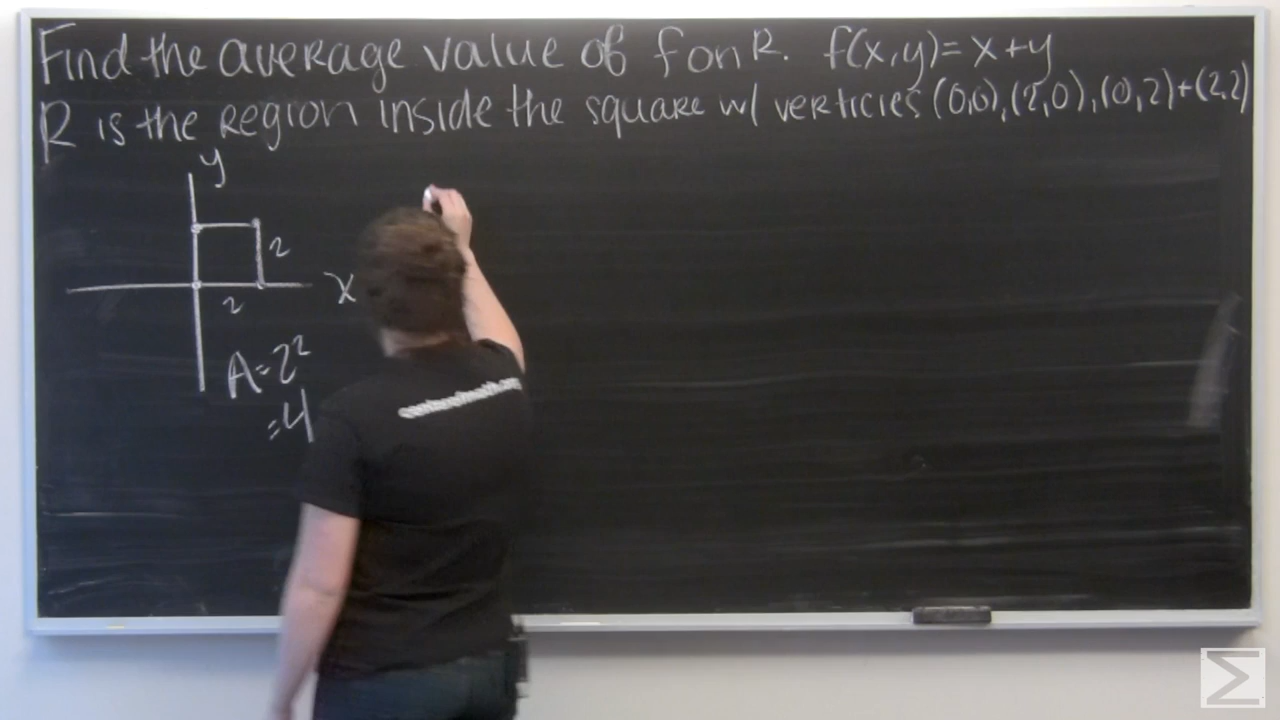 Find the average value of f on R. f(x,y)= x+y
R is the region inside the square w/ verticies (0,0),(2,0),(0,2)+(2,2)
y
2
x
2
A=2²
=4
Σ